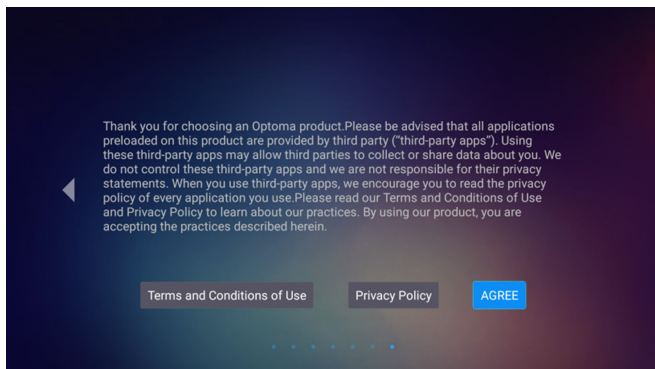 Thank you for choosing an Optoma product.Please be advised that all applications
preloaded on this product are provided by third party (“third-party apps”). Using
these third-party apps may allow third parties to collect or share data about you. We
do not control these third-party apps and we are not responsible for their privacy
statements. When you use third-party apps, we encourage you to read the privacy
policy of every application you use.Please read our Terms and Conditions of Use
and Privacy Policy to learn about our practices. By using our product, you are
accepting the practices described herein.
Terms and Conditions of Use
Privacy Policy
AGREE